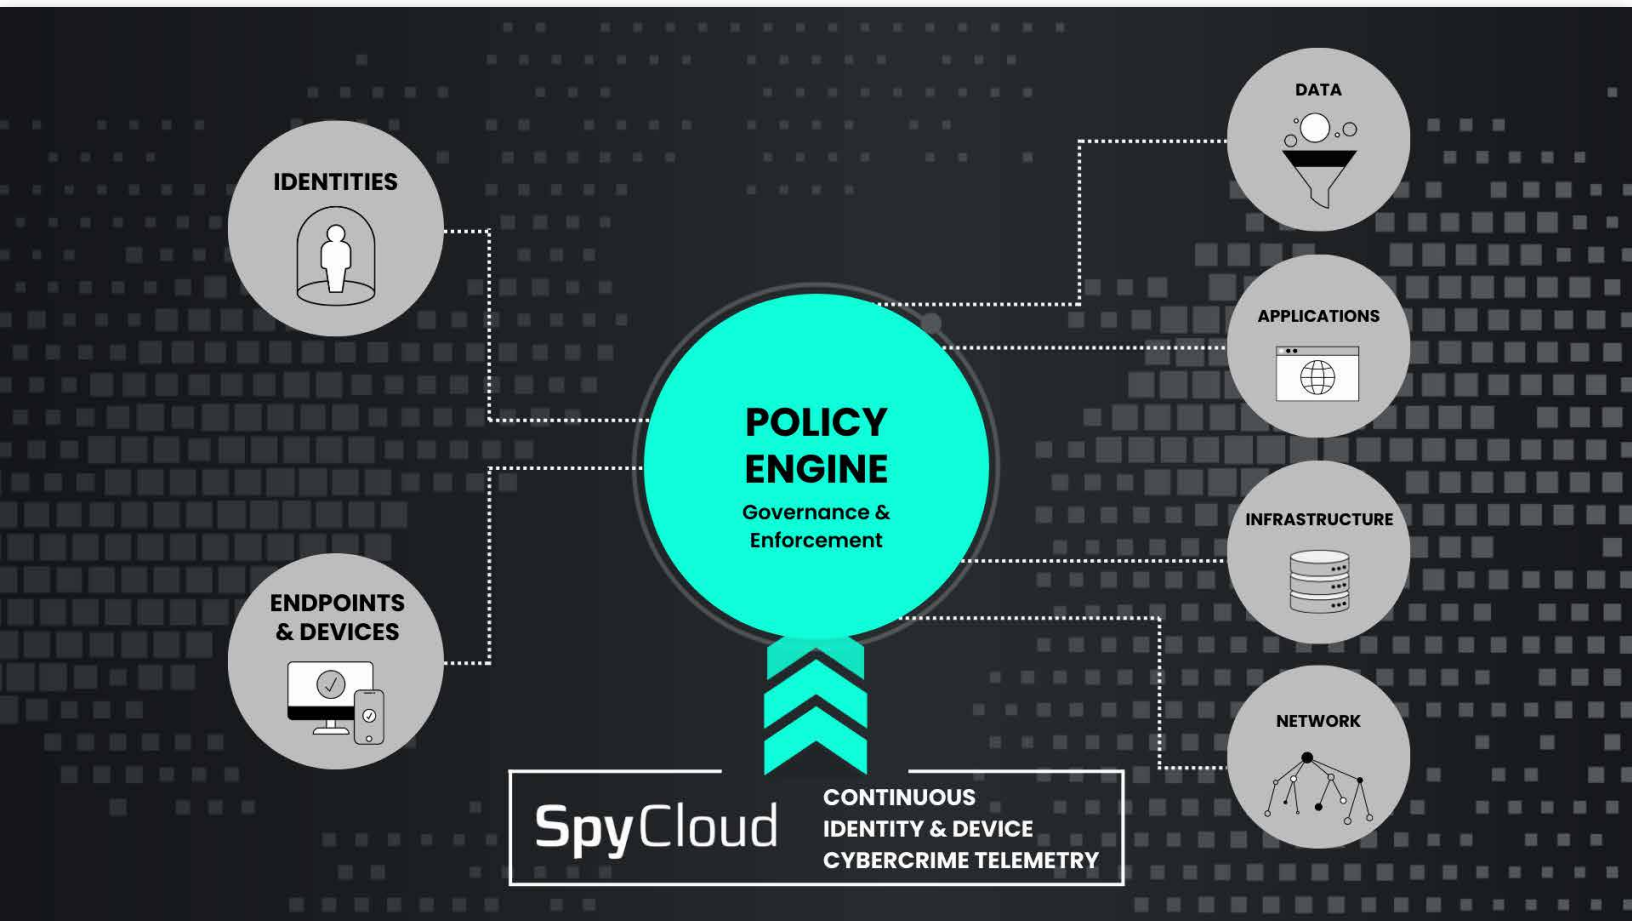 IDENTITIES
ENDPOINTS
& DEVICES
POLICY
ENGINE
Governance &
Enforcement
DATA
APPLICATIONS
INFRASTRUCTURE
NETWORK
SpyCloud
CONTINUOUS
IDENTITY & DEVICE
CYBERCRIME TELEMETRY